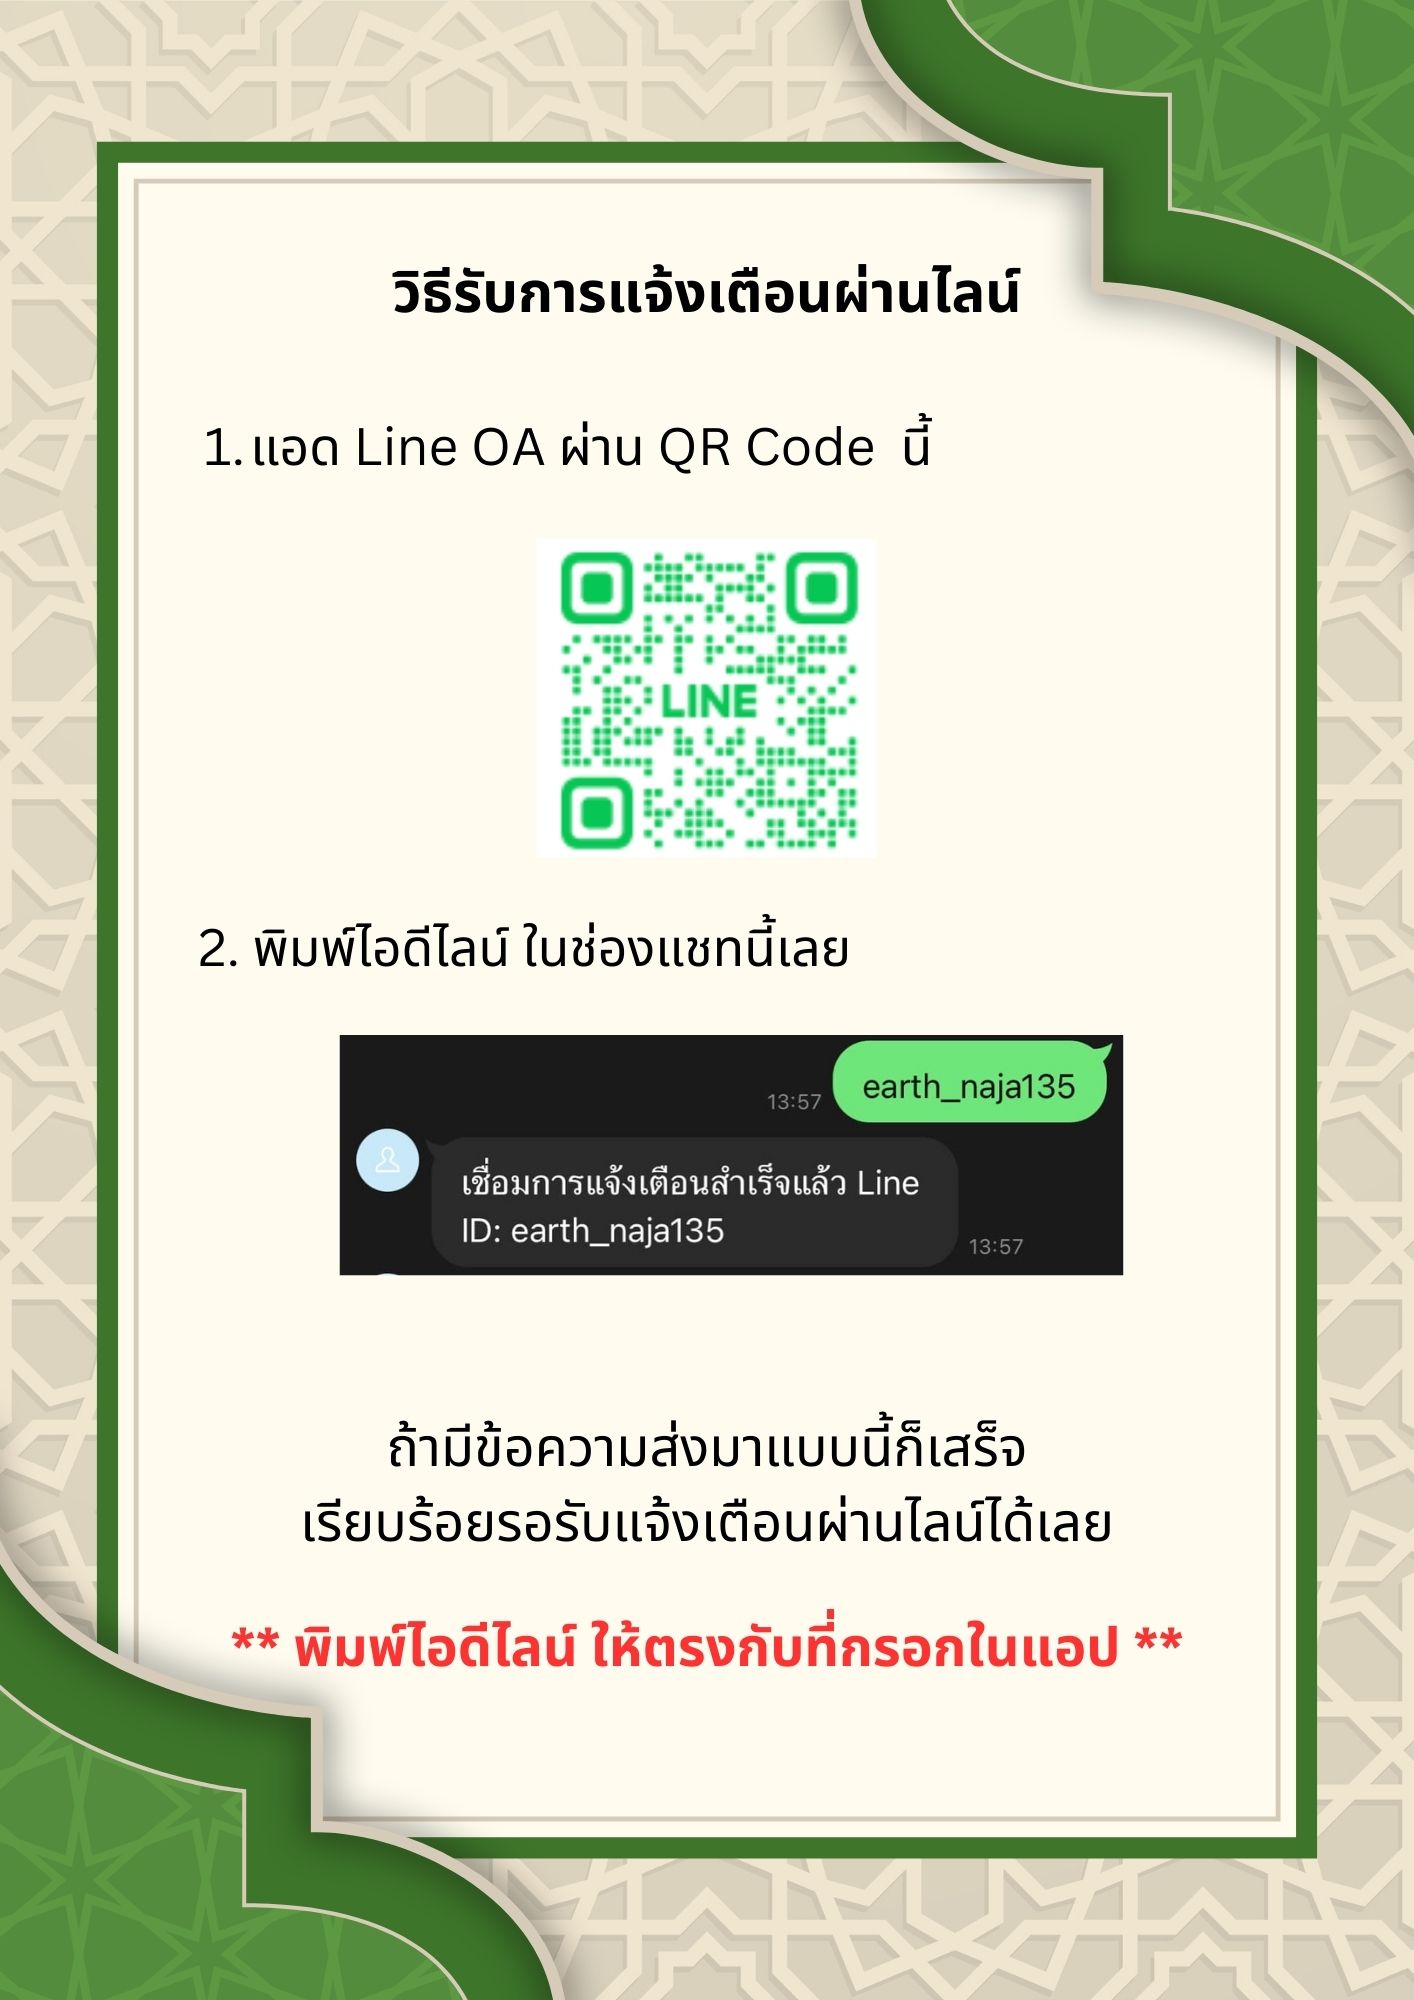 วิธีรับการแจ้งเตือนผ่านไลน์
1. แอด Line OA ผ่าน QR Code นี้
LINE
2. พิมพ์ไอดีไลน์ ในช่องแชทนี้เลย
earth_naja135
13:57
เชื่อมการแจ้งเตือนสำเร็จแล้ว Line
ID: earth_naja135
13:57
ถ้ามีข้อความส่งมาแบบนี้ก็เสร็จ
เรียบร้อยรอรับแจ้งเตือนผ่านไลน์ได้เลย
** พิมพ์ไอดีไลน์ ให้ตรงกับที่กรอกในแอป **